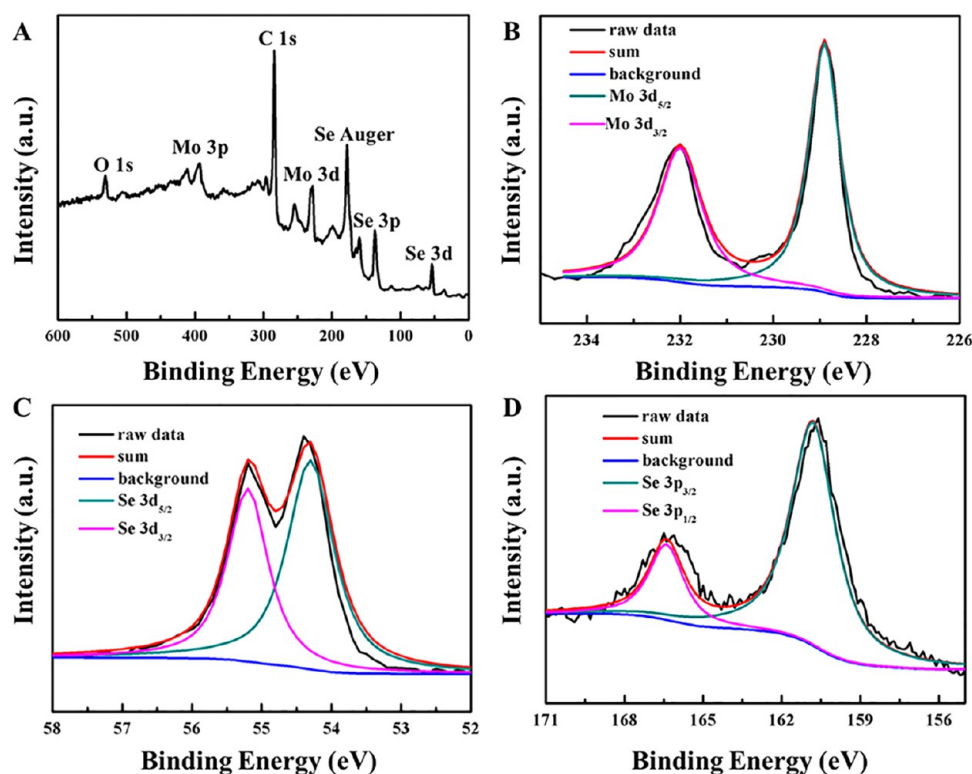 A
C 1s
Se Auger
Mo 3p
O 1s
Mo 3d
Se 3p
Se 3d
Intensity (a.u.)
600 500 400 300 200 100 0
Binding Energy (eV)
B
raw data
sum
background
Mo 3d5/2
Mo 3d3/2
Intensity (a.u.)
234 232 230 228 226
Binding Energy (eV)
C
raw data
sum
background
Se 3d5/2
Se 3d3/2
Intensity (a.u.)
58 57 56 55 54 53 52
Binding Energy (eV)
D
raw data
sum
background
Se 3p3/2
Se 3p1/2
Intensity (a.u.)
171 168 165 162 159 156
Binding Energy (eV)